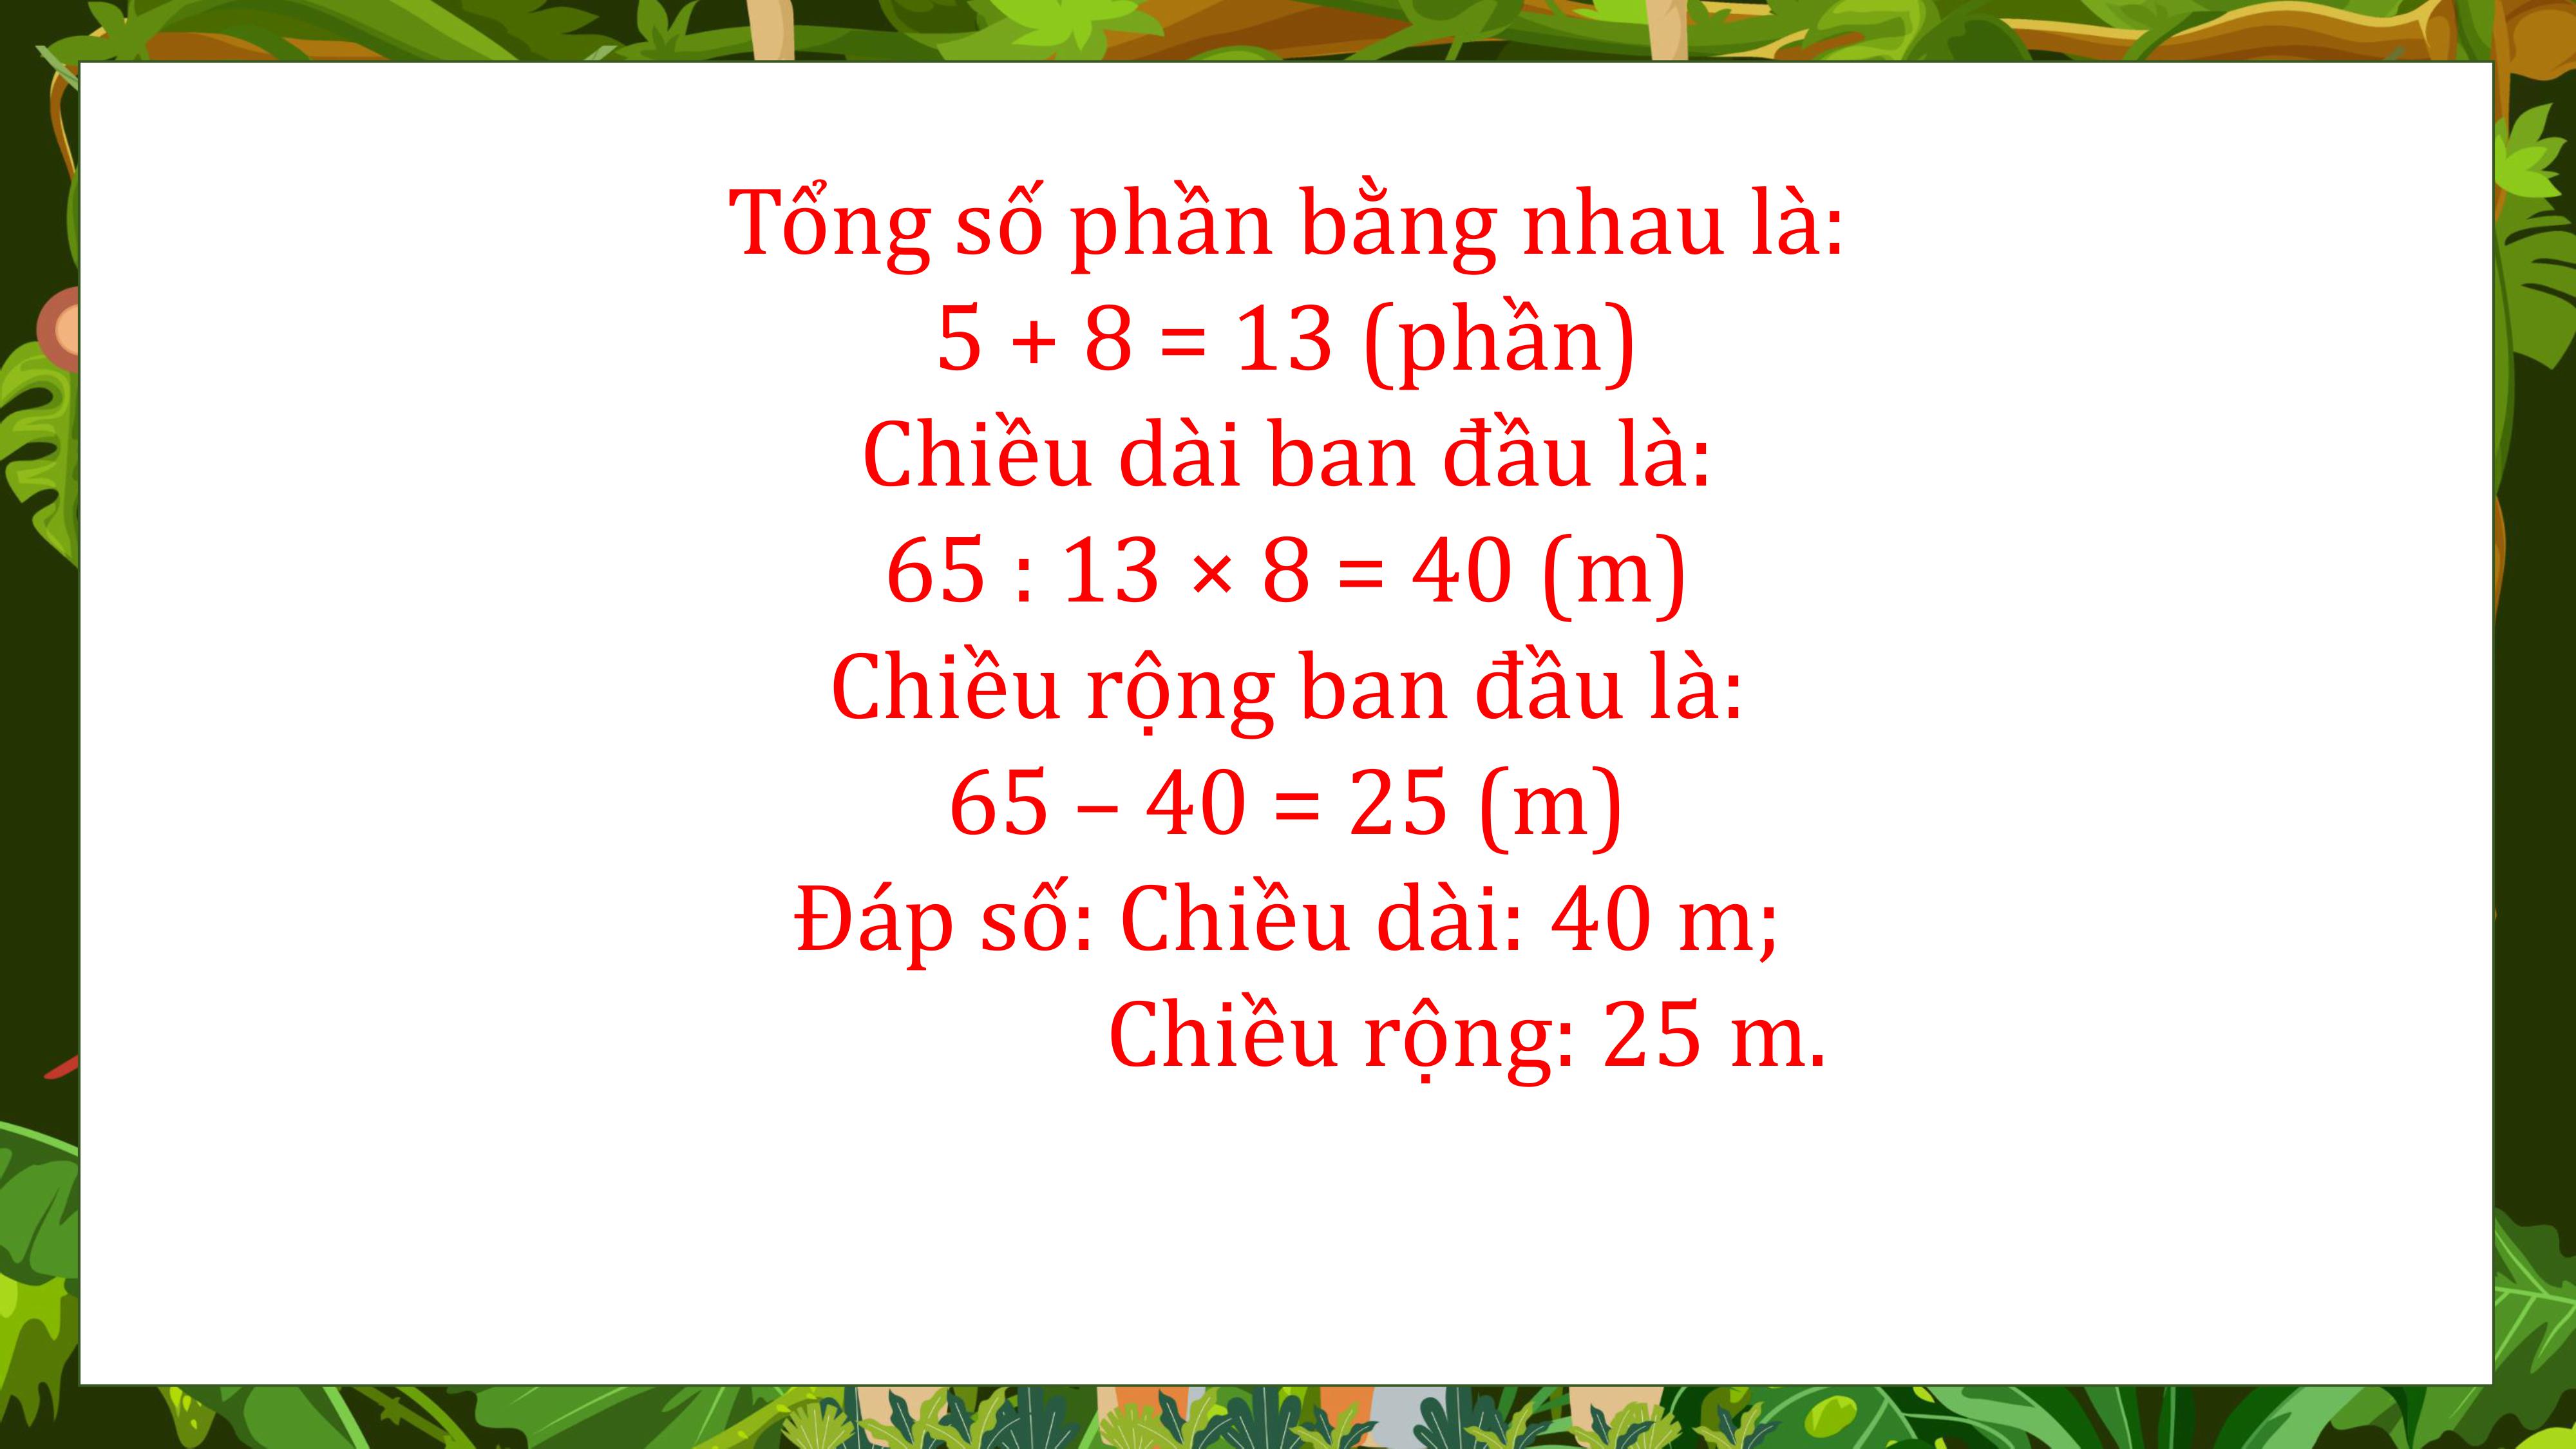 Tổng số phần bằng nhau là:
5 + 8 = 13 (phần)
Chiều dài ban đầu là:
65 : 13 × 8 = 40 (m)
Chiều rộng ban đầu là:
65 – 40 = 25 (m)
Đáp số: Chiều dài: 40 m;
Chiều rộng: 25 m.